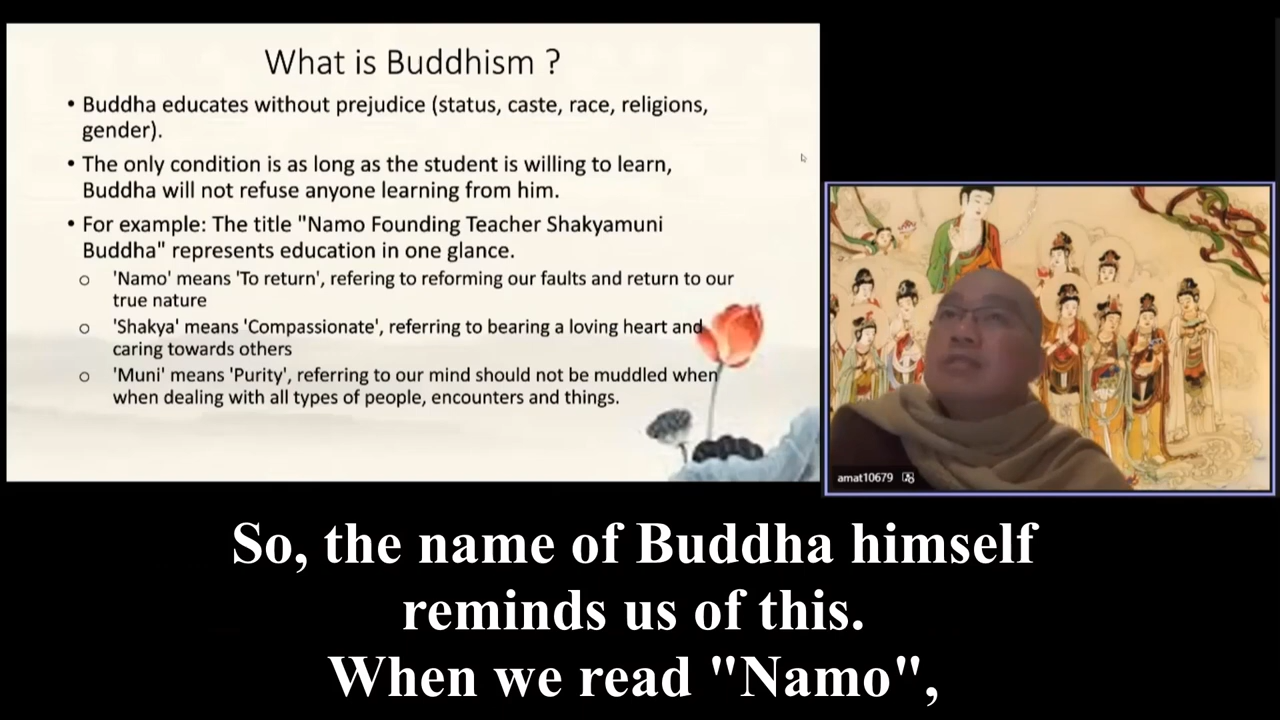 What is Buddhism ?
• Buddha educates without prejudice (status, caste, race, religions,
gender).
• The only condition is as long as the student is willing to learn,
Buddha will not refuse anyone learning from him.
• For example: The title "Namo Founding Teacher Shakyamuni
Buddha" represents education in one glance.
o 'Namo' means 'To return', refering to reforming our faults and return to our
true nature
o 'Shakya' means 'Compassionate', referring to bearing a loving heart and
caring towards others
o 'Muni' means 'Purity', referring to our mind should not be muddled when
when dealing with all types of people, encounters and things.
amat10679
So, the name of Buddha himself
reminds us of this.
When we read "Namo",